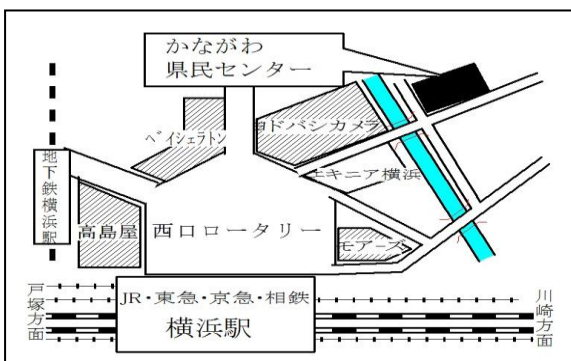 かながわ
県民センター
ベイシェラトン
ヨドバシカメラ
エキニア横浜
地下鉄横浜駅
高島屋
西口ロータリー
モアーズ
戸塚方面
JR・東急・京急・相鉄
横浜駅
川崎方面